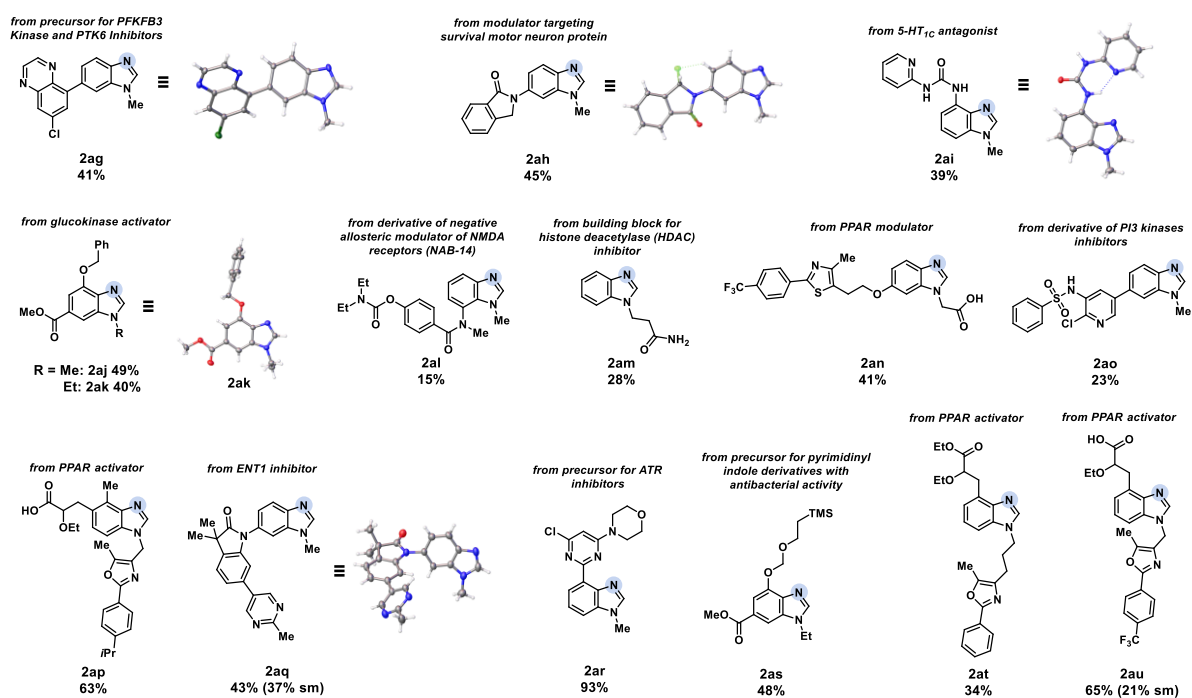 from precursor for PFKFB3
Kinase and PTK6 Inhibitors
N
N
N
N
Me
Cl
2ag
41%
from modulator targeting
survival motor neuron protein
O
N
N
N
Me
2ah
45%
from 5-HT1C antagonist
N
O
N
H
NH
N
N
Me
2ai
39%
from glucokinase activator
Ph
O
N
MeO
N
O
R
R = Me: 2aj 49%
Et: 2ak 40%
2ak
from derivative of negative
allosteric modulator of NMDA
receptors (NAB-14)
Et
N
Et
O
O
N
N
Me
N
Me
O
2al
15%
from building block for
histone deacetylase (HDAC)
inhibitor
N
N
O
NH2
2am
28%
from PPAR modulator
Me
N
F3C
S
O
N
N
OH
O
2an
41%
from derivative of PI3 kinases
inhibitors
O
NH
S
O
Cl
N
N
N
Me
2ao
23%
from PPAR activator
Me
O
HO
OEt
N
N
Me
O
N
iPr
2ap
63%
from ENT1 inhibitor
O
Me
Me
N
N
N
Me
N
N
Me
2aq
43% (37% sm)
from precursor for ATR
inhibitors
O
N
Cl
N
N
N
N
Me
2ar
93%
from precursor for pyrimidinyl
indole derivatives with
antibacterial activity
TMS
O
O
N
MeO
N
O
Et
2as
48%
from PPAR activator
EtO
O
EtO
N
N
Me
O
N
2at
34%
from PPAR activator
HO
O
EtO
N
N
Me
O
N
F3C
2au
65% (21% sm)